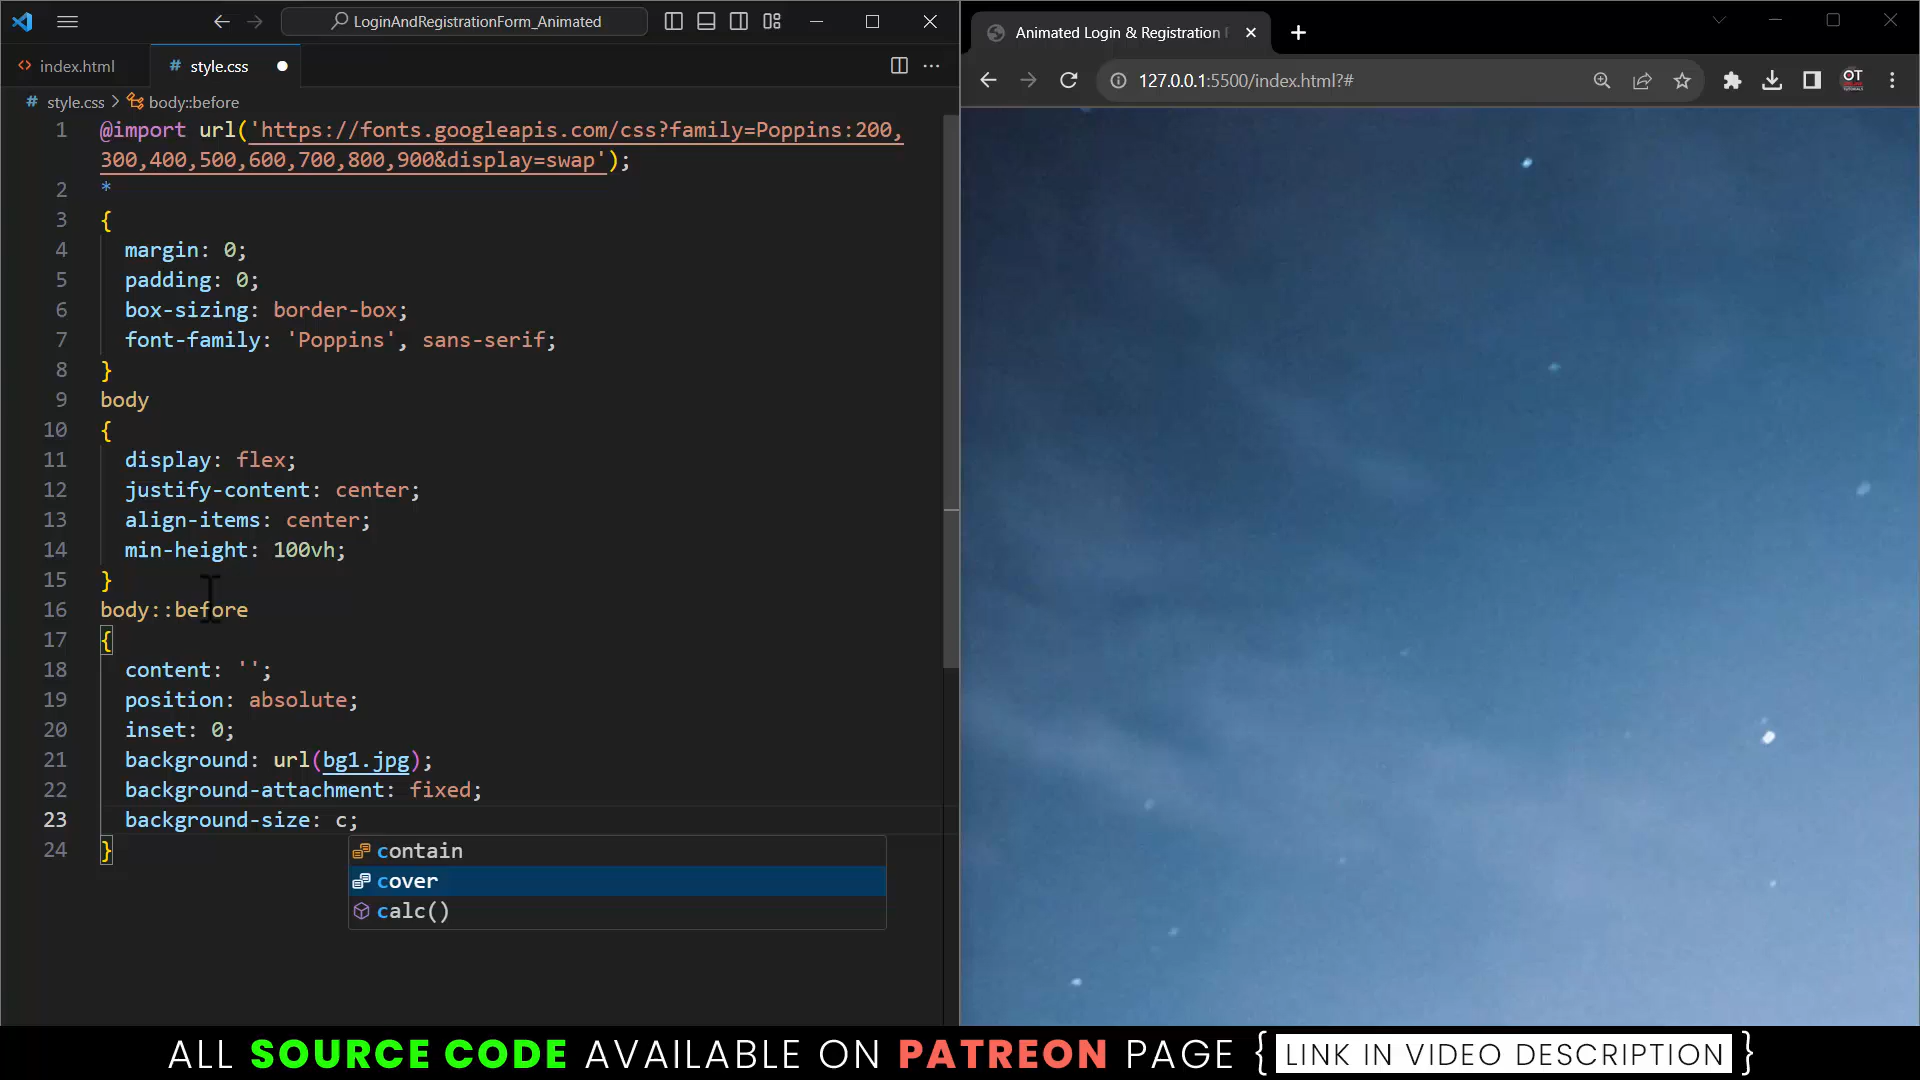 LoginAndRegistrationForm_Animated
index.html
# style.css
# style.css > body::before
1 @import url('https://fonts.googleapis.com/css?family=Poppins:200,
300,400,500,600,700,800,900&display=swap');
2 *
3 {
4 margin: 0;
5 padding: 0;
6 box-sizing: border-box;
7 font-family: 'Poppins', sans-serif;
8 }
9 body
10 {
11 display: flex;
12 justify-content: center;
13 align-items: center;
14 min-height: 100vh;
15 }
16 body::before
17 {
18 content: '';
19 position: absolute;
20 inset: 0;
21 background: url(bg1.jpg);
22 background-attachment: fixed;
23 background-size: c;
24 }
contain
cover
calc()
Animated Login & Registration
127.0.0.1:5500/index.html?#
OT
ALL SOURCE CODE AVAILABLE ON PATREON PAGE { LINK IN VIDEO DESCRIPTION }